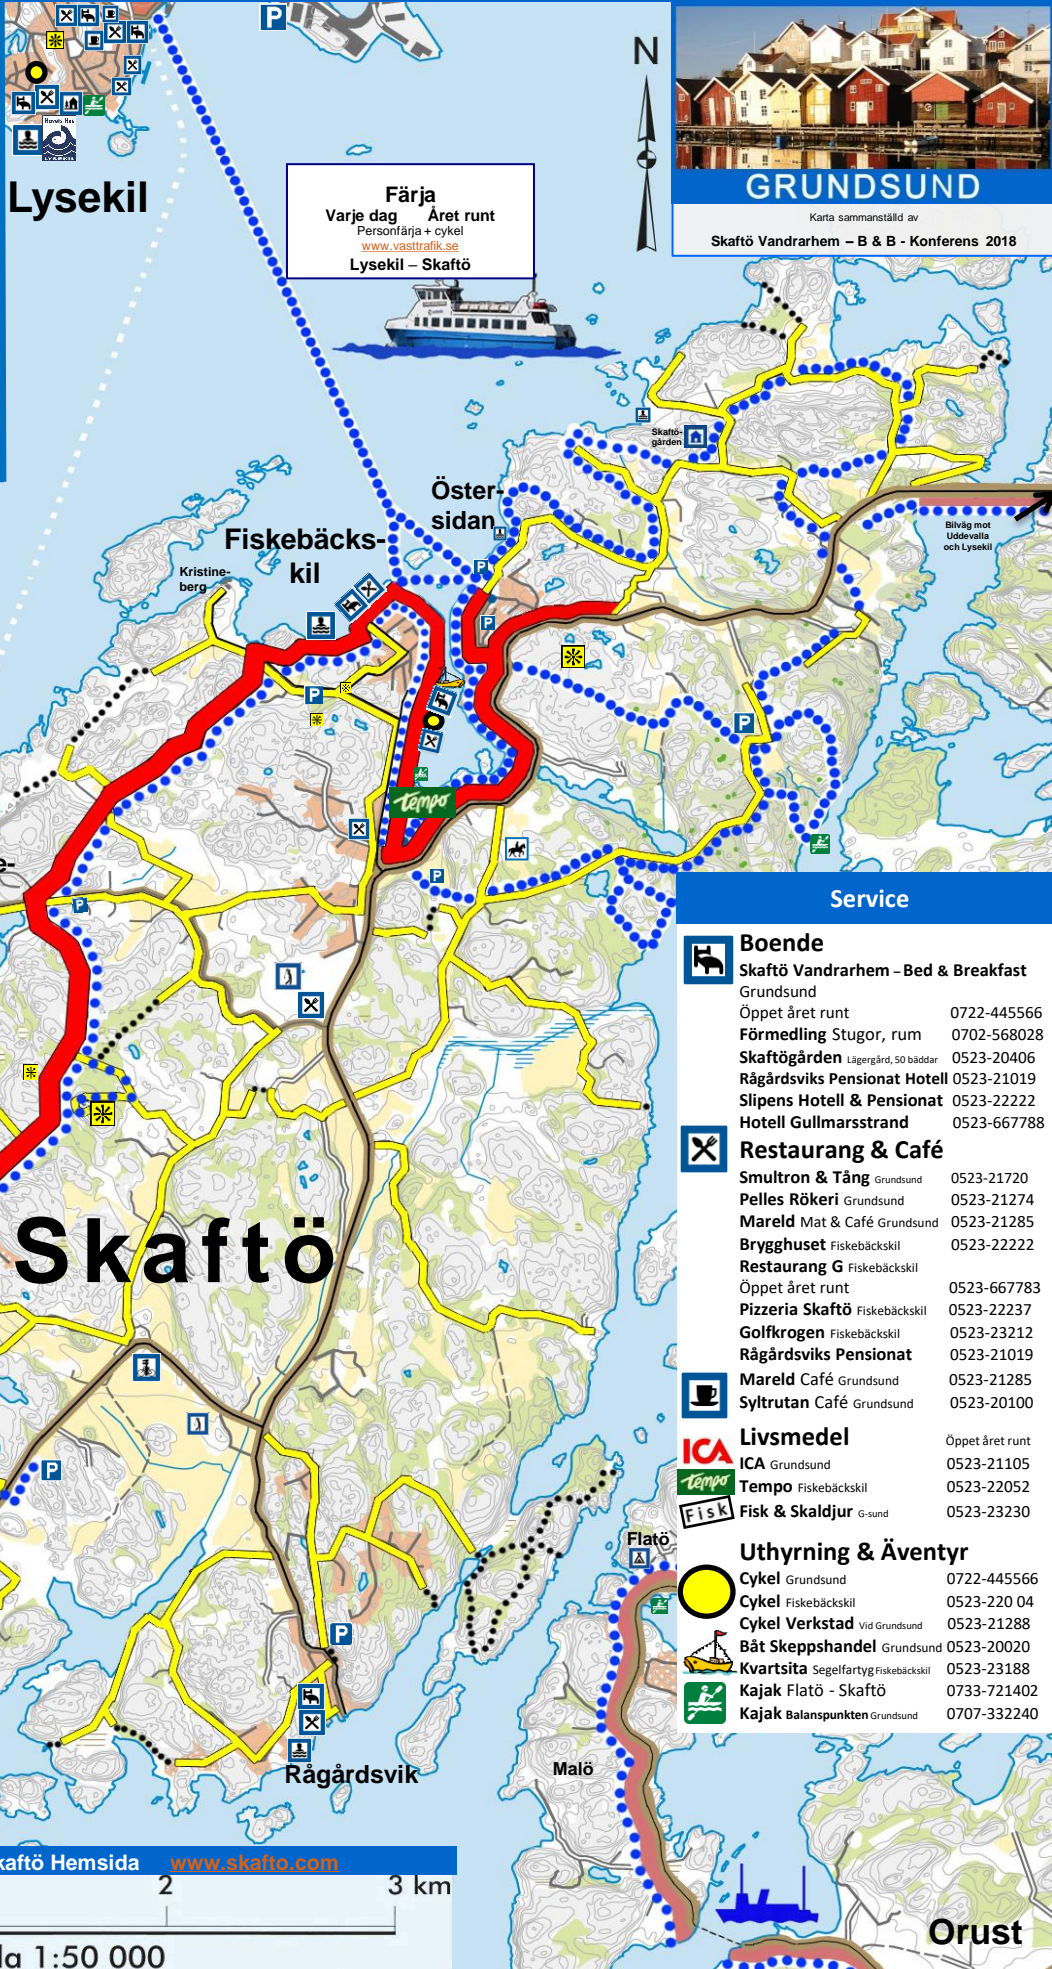 P
Havets Hus
LYSEKIL
Lysekil
N
GRUNDSUND
Karta sammanställd av
Skaftö Vandrarhem – B & B - Konferens 2018
Färja
Varje dag Året runt
Personfärja + cykel
www.vasttrafik.se
Lysekil – Skaftö
Skaftö-
gården
Öster-
sidan
Bilväg mot
Uddevalla
och Lysekil
Fiskebäcks-
kil
Kristine-
berg
P
P
P
P
tempo
P
P
e-
Skaftö
P
P
Rågårdsvik
Flatö
Malö
Orust
Service
Boende
Skaftö Vandrarhem – Bed & Breakfast
Grundsund
Öppet året runt 0722-445566
Förmedling Stugor, rum 0702-568028
Skaftögården Lägergård, 50 bäddar 0523-20406
Rågårdsviks Pensionat Hotell 0523-21019
Slipens Hotell & Pensionat 0523-22222
Hotell Gullmarsstrand 0523-667788
Restaurang & Café
Smultron & Tång Grundsund 0523-21720
Pelles Rökeri Grundsund 0523-21274
Mareld Mat & Café Grundsund 0523-21285
Brygghuset Fiskebäckskil 0523-22222
Restaurang G Fiskebäckskil
Öppet året runt 0523-667783
Pizzeria Skaftö Fiskebäckskil 0523-22237
Golfkrogen Fiskebäckskil 0523-23212
Rågårdsviks Pensionat 0523-21019
Mareld Café Grundsund 0523-21285
Syltrutan Café Grundsund 0523-20100
Livsmedel Öppet året runt
ICA ICA Grundsund 0523-21105
tempo Tempo Fiskebäckskil 0523-22052
Fisk Fisk & Skaldjur G-sund 0523-23230
Uthyrning & Äventyr
Cykel Grundsund 0722-445566
Cykel Fiskebäckskil 0523-220 04
Cykel Verkstad Vid Grundsund 0523-21288
Båt Skeppshandel Grundsund 0523-20020
Kvartsita Segelfartyg Fiskebäckskil 0523-23188
Kajak Flatö - Skaftö 0733-721402
Kajak Balanspunkten Grundsund 0707-332240
kaftö Hemsida www.skafto.com
2 3 km
la 1:50 000